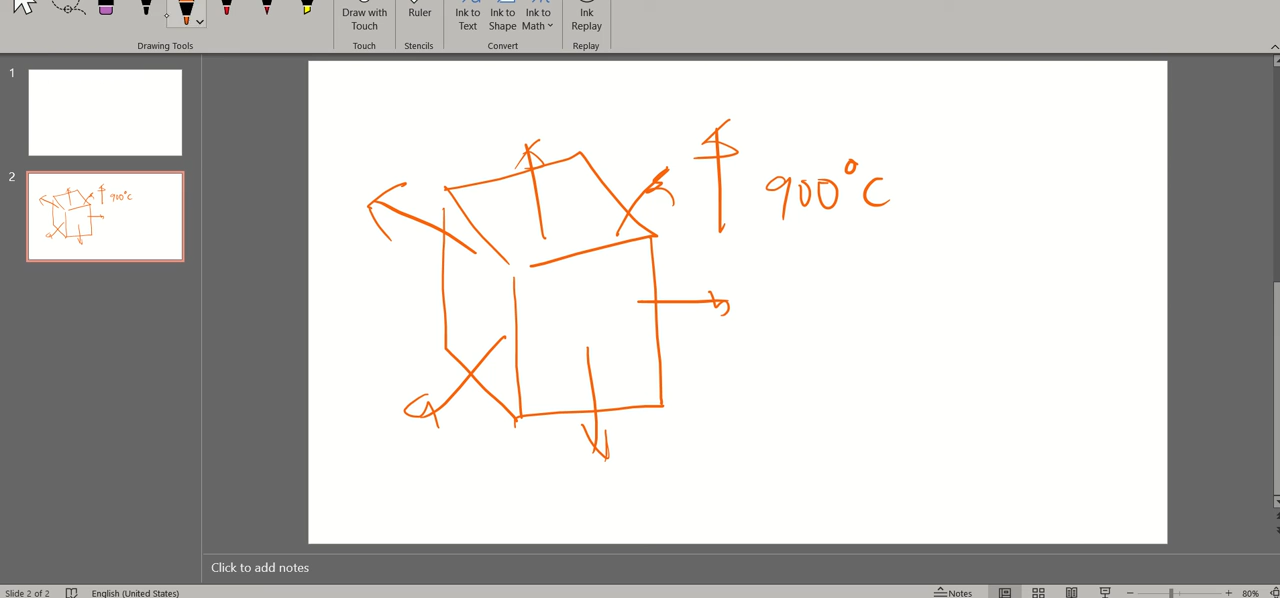 Draw with Touch
Ruler
Ink to Text
Ink to Shape
Ink to Math
Ink Replay
Drawing Tools
Touch
Stencils
Convert
Replay
1
2
900°C
900°C
Click to add notes
Slide 2 of 2
English (United States)
Notes
80%